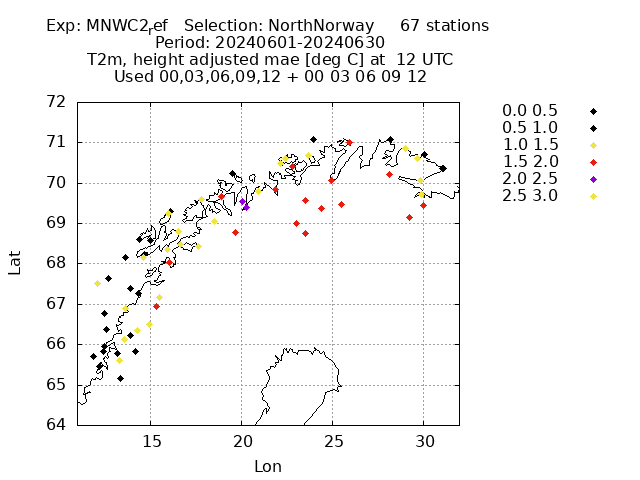 Exp: MNWC2ref   Selection: NorthNorway     67 stations
Period: 20240601-20240630
T2m, height adjusted mae [deg C] at  12 UTC
Used 00,03,06,09,12 + 00 03 06 09 12
72
71
70
69
68
67
66
65
64
Lat
15 20 25 30
Lon
0.0 0.5
0.5 1.0
1.0 1.5
1.5 2.0
2.0 2.5
2.5 3.0